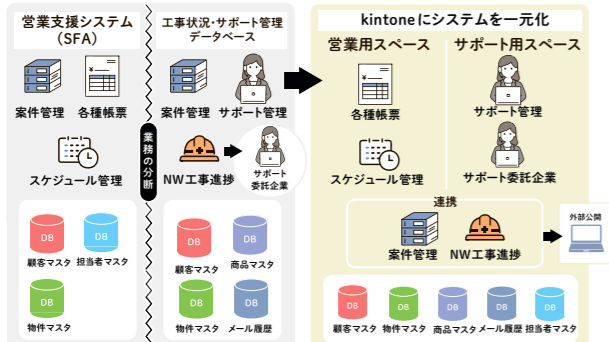 営業支援システム
(SFA)
案件管理
各種帳票
スケジュール管理
DB
顧客マスタ
DB
担当者マスタ
DB
物件マスタ
業務の分断
工事状況・サポート管理
データベース
案件管理
サポート管理
NW工事進捗
サポート
委託企業
DB
顧客マスタ
DB
商品マスタ
DB
物件マスタ
DB
メール履歴
kintoneにシステムを一元化
営業用スペース
サポート用スペース
各種帳票
サポート管理
スケジュール管理
サポート委託企業
連携
案件管理
NW工事進捗
外部公開
DB
顧客マスタ
DB
物件マスタ
DB
商品マスタ
DB
メール履歴
DB
担当者マスタ